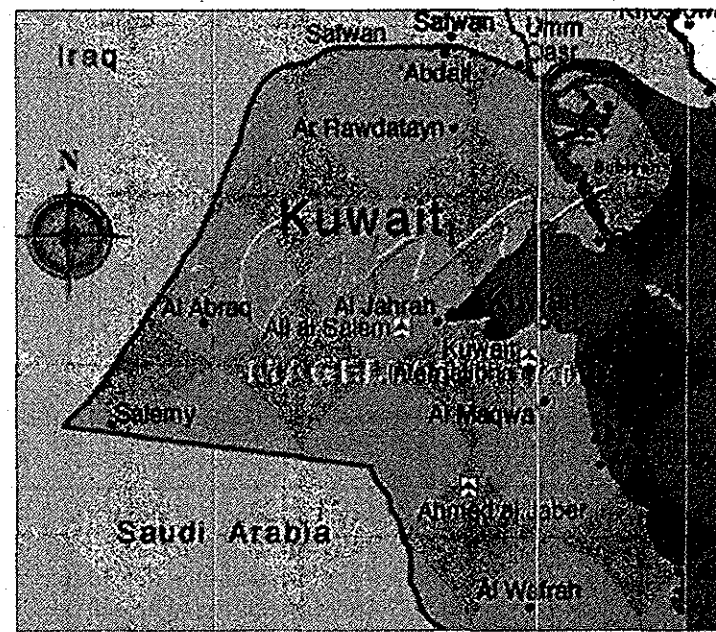 Safwan
Safwan
Umm
Qasr
Iraq
Abdali
Ar Rawdatayn
N
Kuwait
Al Abraq
Al Jahrah
Ali al Salem
Kuwait
Al Maqwa
Salemy
Ahmad al Jaber
Saudi Arabia
Al Wafrah